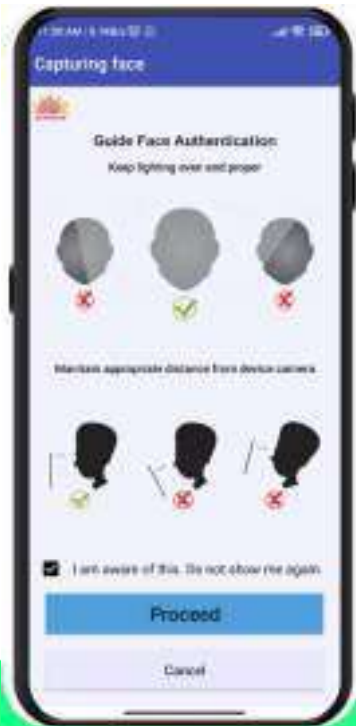 Capturing face
Guide Face Authentication
Keep lighting even and proper
Maintain appropriate distance from device camera
I am aware of this. Do not show me again
Proceed
Cancel